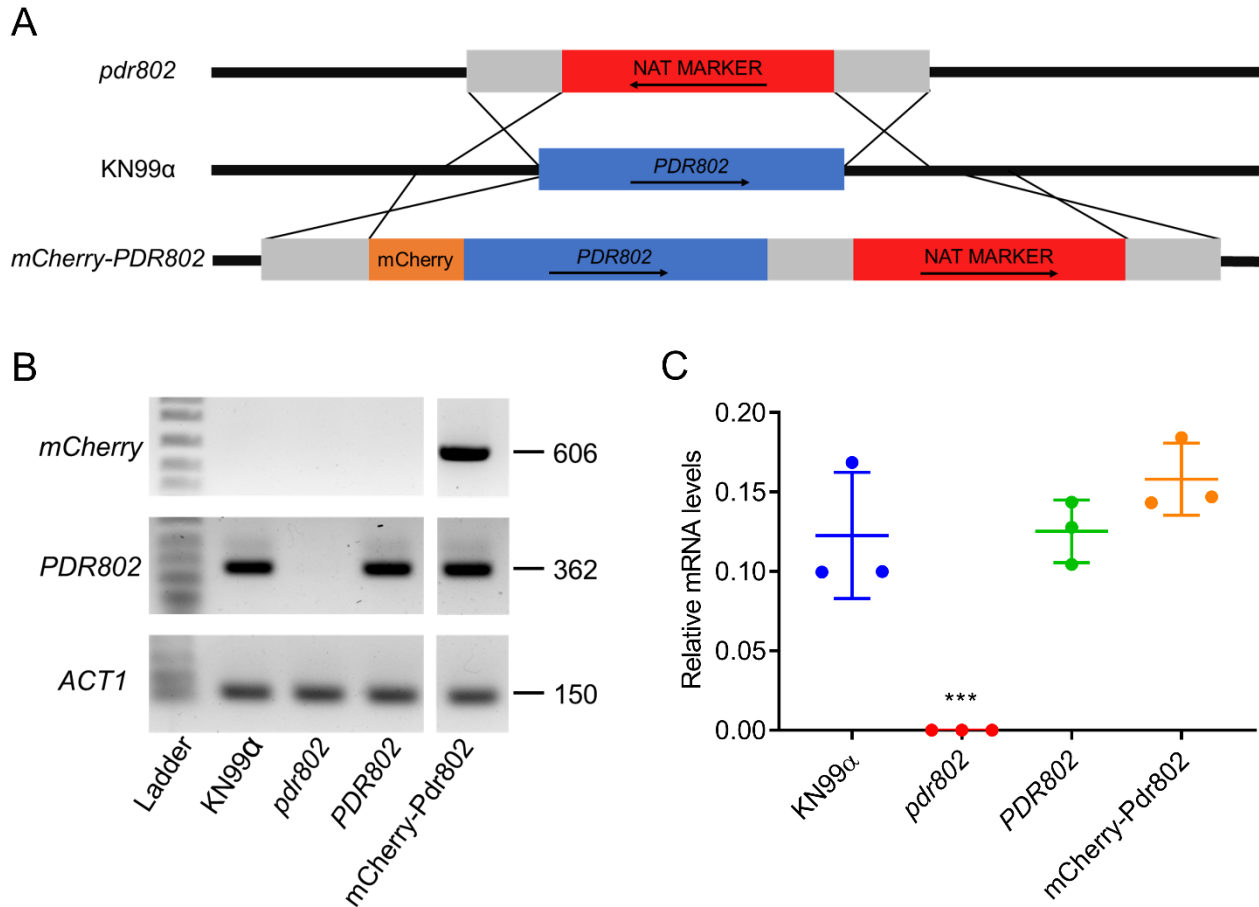 A
pdr802
NAT MARKER
KN99α
PDR802
mCherry-PDR802
mCherry
PDR802
NAT MARKER
B
mCherry
606
PDR802
362
ACT1
150
Ladder
KN99α
pdr802
PDR802
mCherry-Pdr802
C
Relative mRNA levels
0.20
0.15
0.10
0.05
0.00
***
KN99α
pdr802
PDR802
mCherry-Pdr802